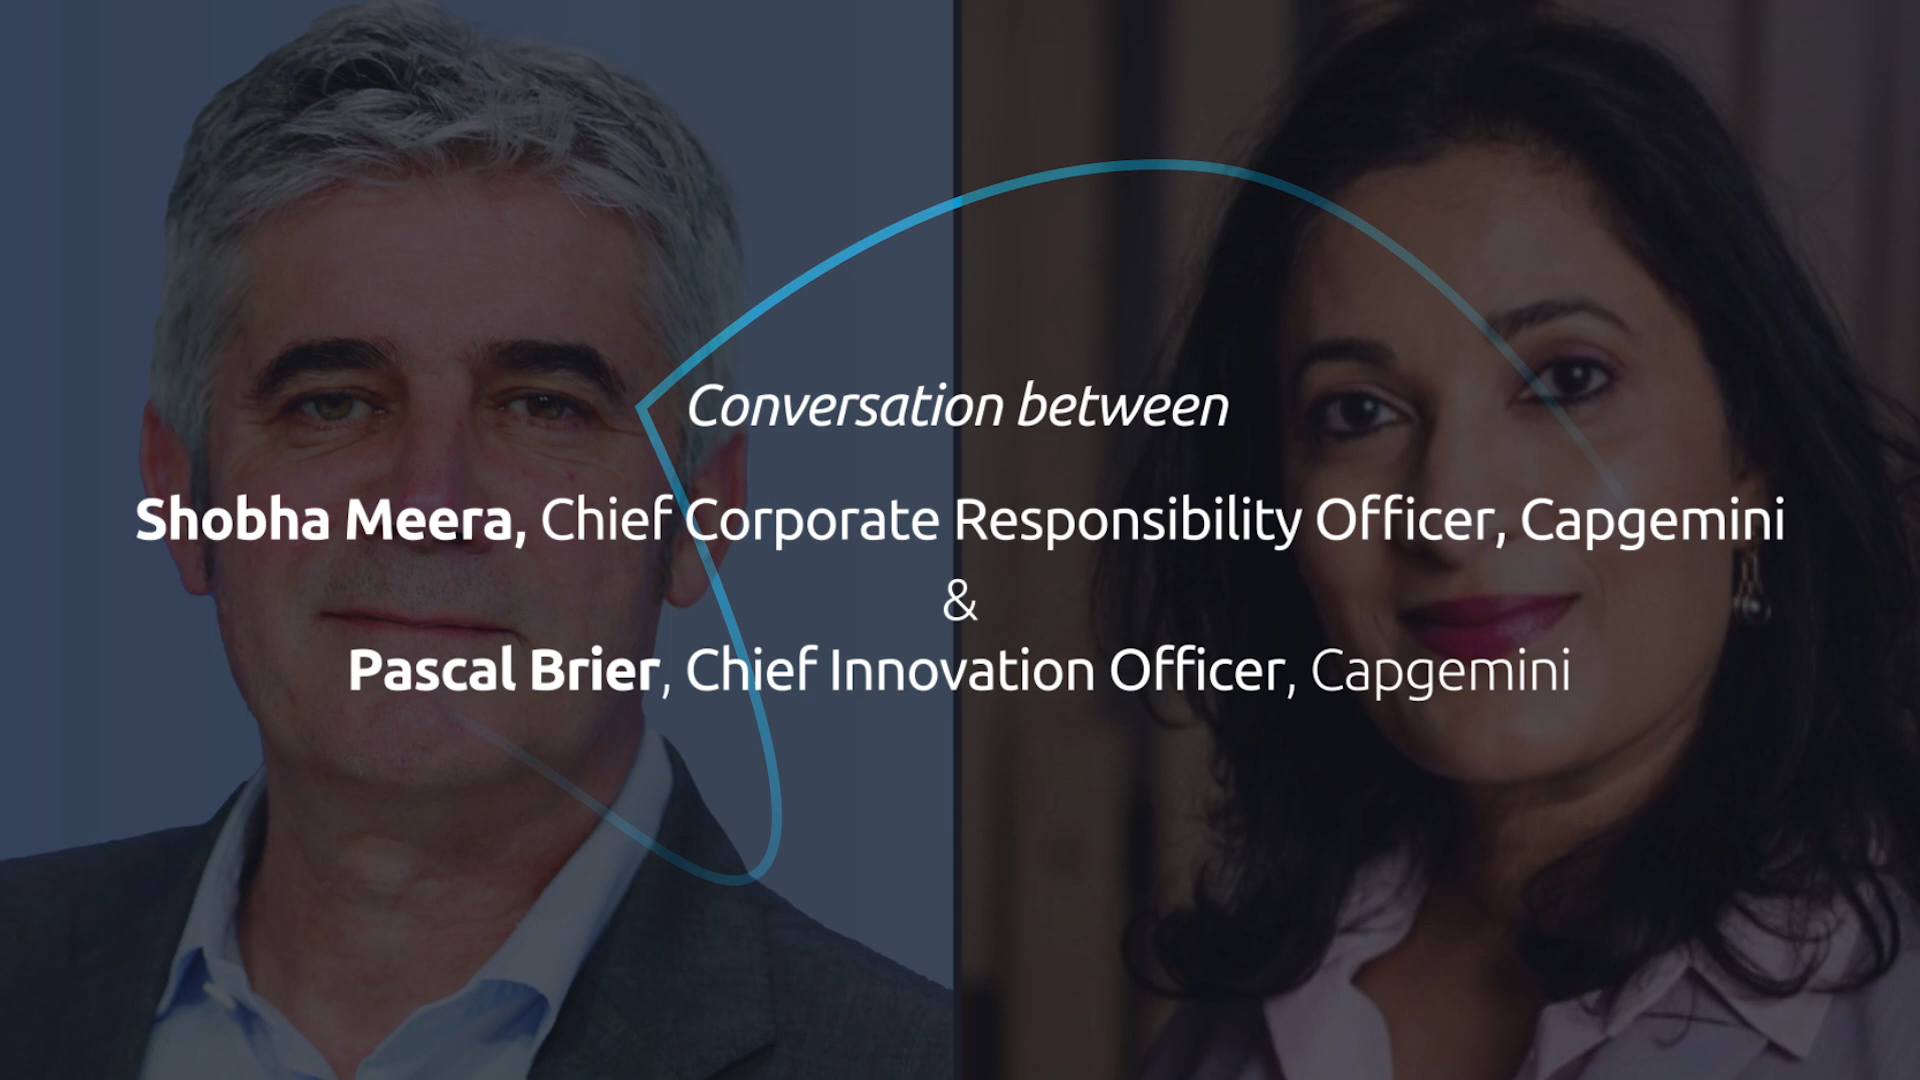 Conversation between
Shobha Meera, Chief Corporate Responsibility Officer, Capgemini
&
Pascal Brier, Chief Innovation Officer, Capgemini